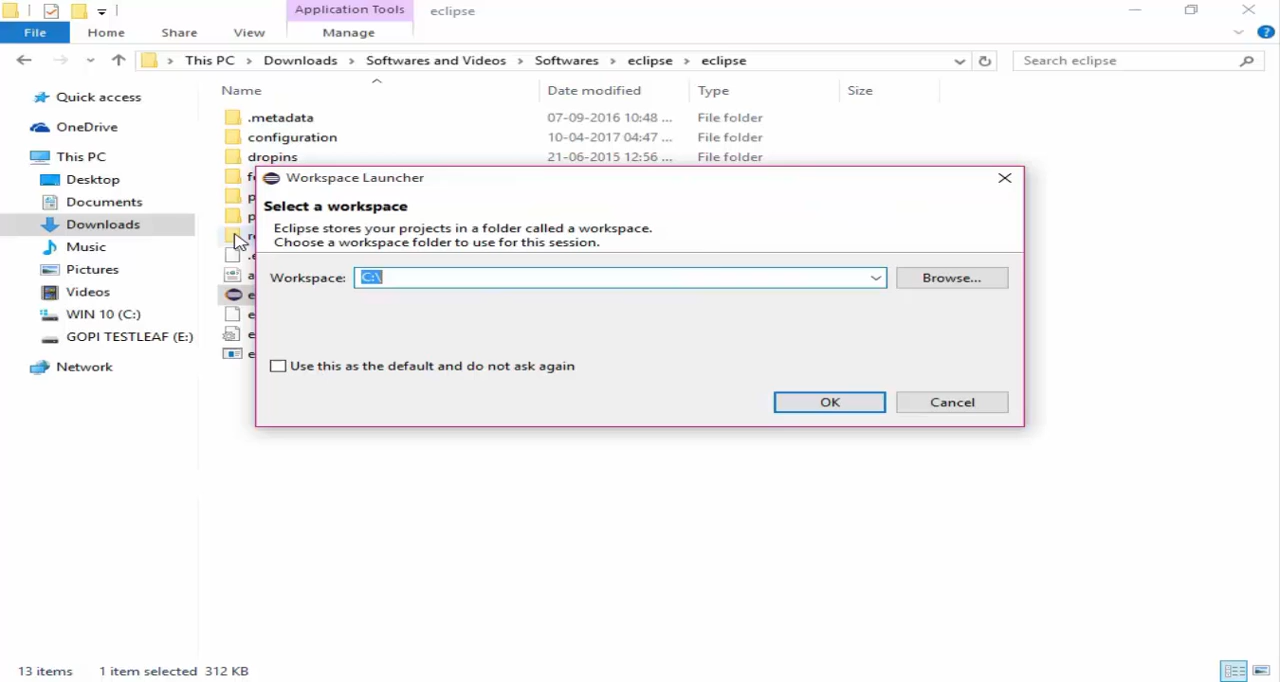 Application Tools
eclipse
File
Home
Share
View
Manage
This PC
Downloads
Softwares and Videos
Softwares
eclipse
eclipse
Search eclipse
Name
Date modified
Type
Size
Quick access
OneDrive
This PC
Desktop
Documents
Downloads
Music
Pictures
Videos
WIN 10 (C:)
GOPI TESTLEAF (E:)
Network
.metadata 07-09-2016 10:48 ... File folder
configuration 10-04-2017 04:47 ... File folder
dropins 21-06-2015 12:56 ... File folder
Workspace Launcher
Select a workspace
Eclipse stores your projects in a folder called a workspace.
Choose a workspace folder to use for this session.
Workspace: C:\ Browse...
Use this as the default and do not ask again
OK
Cancel
13 items 1 item selected 312 KB